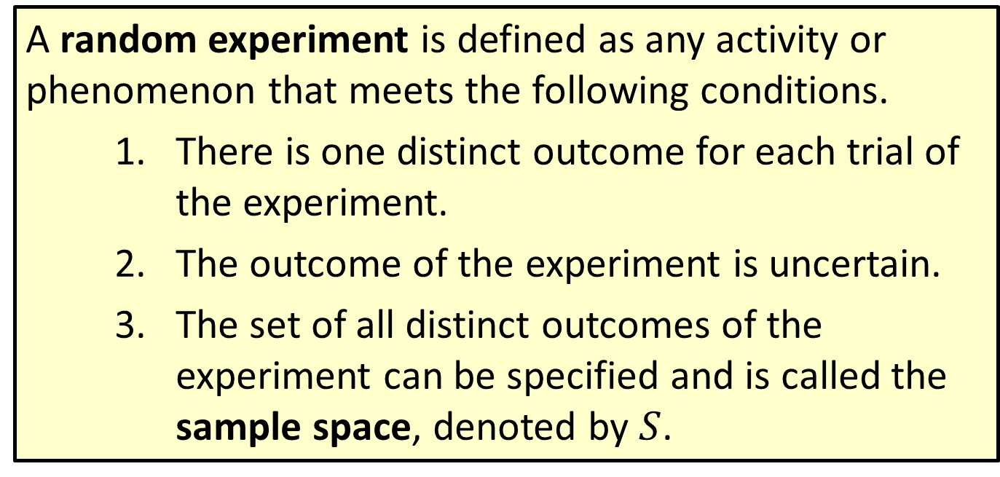 A random experiment is defined as any activity or
phenomenon that meets the following conditions.
1. There is one distinct outcome for each trial of
the experiment.
2. The outcome of the experiment is uncertain.
3. The set of all distinct outcomes of the
experiment can be specified and is called the
sample space, denoted by S.